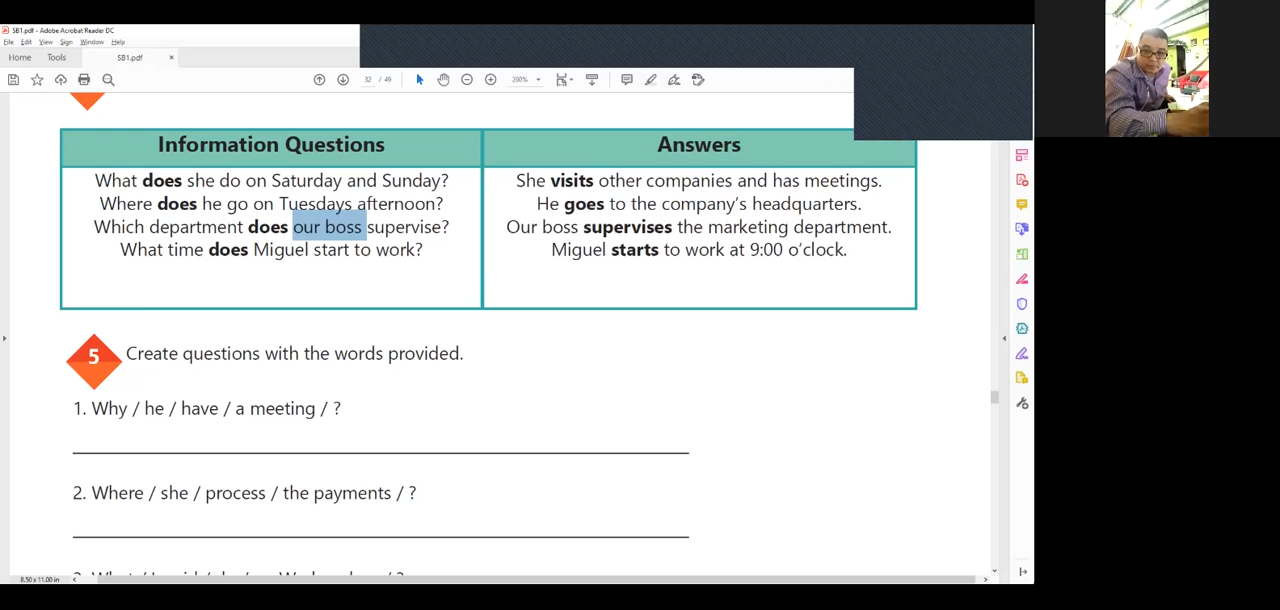 SB1.pdf - Adobe Acrobat Reader DC
File Edit View Sign Window Help
Home Tools SB1.pdf ×
32 / 49 200%
Information Questions Answers
What does she do on Saturday and Sunday? She visits other companies and has meetings.
Where does he go on Tuesdays afternoon? He goes to the company's headquarters.
Which department does our boss supervise? Our boss supervises the marketing department.
What time does Miguel start to work? Miguel starts to work at 9:00 o'clock.
5 Create questions with the words provided.
1. Why / he / have / a meeting / ?
2. Where / she / process / the payments / ?
8.50 x 11.00 in